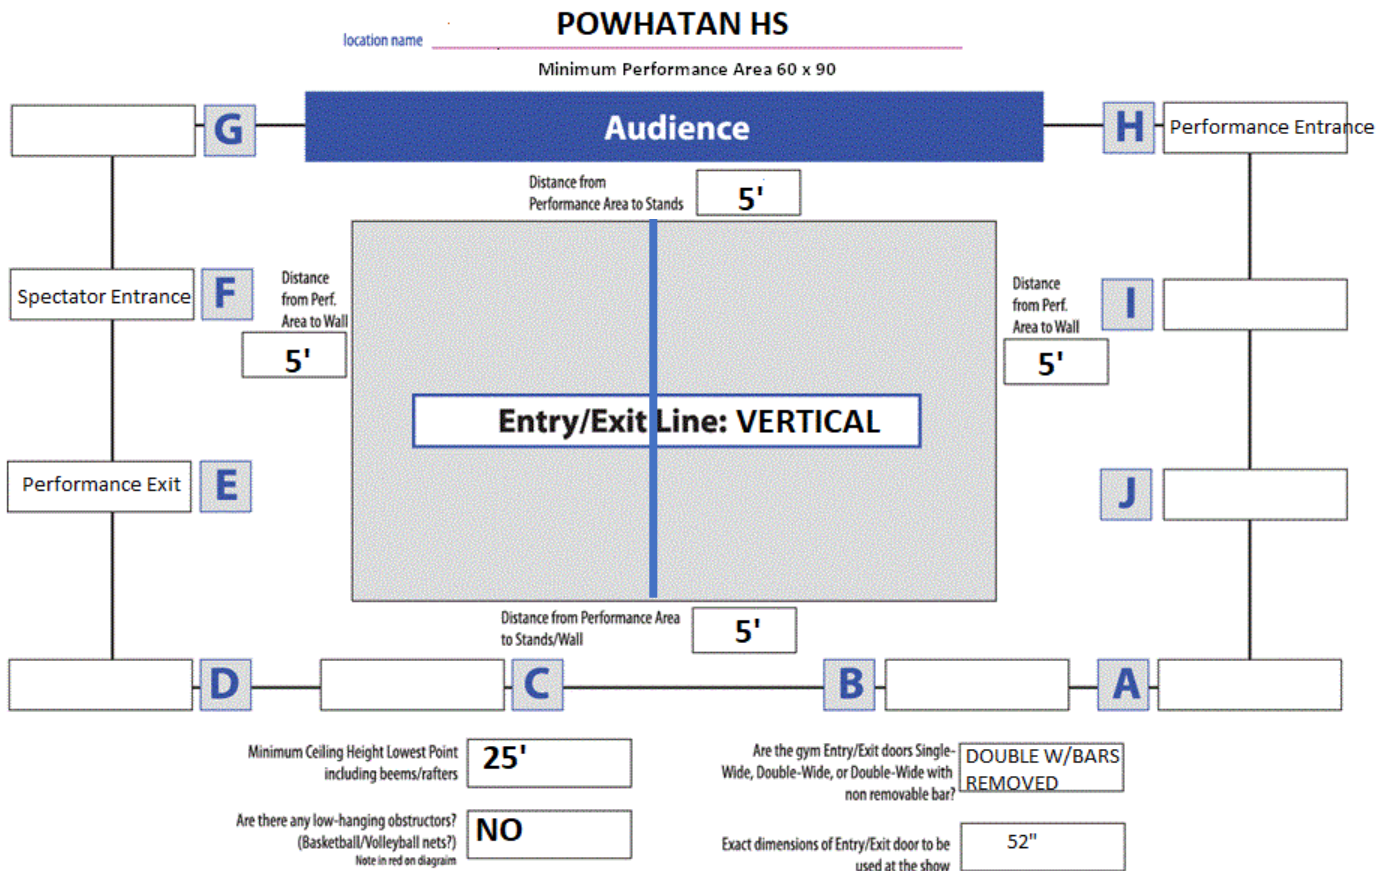 POWHATAN HS
location name
Minimum Performance Area 60 x 90
G
Audience
H
Performance Entrance
Distance from
Performance Area to Stands
5'
Spectator Entrance
F
Distance
from Perf.
Area to Wall
5'
Distance
from Perf.
Area to Wall
5'
I
Entry/Exit Line: VERTICAL
Performance Exit
E
J
Distance from Performance Area
to Stands/Wall
5'
D
C
B
A
Minimum Ceiling Height Lowest Point
including beems/rafters
25'
Are the gym Entry/Exit doors Single-
Wide, Double-Wide, or Double-Wide with
non removable bar?
DOUBLE W/BARS
REMOVED
Are there any low-hanging obstructors?
(Basketball/Volleyball nets?)
Note in red on diagraim
NO
Exact dimensions of Entry/Exit door to be
used at the show
52"